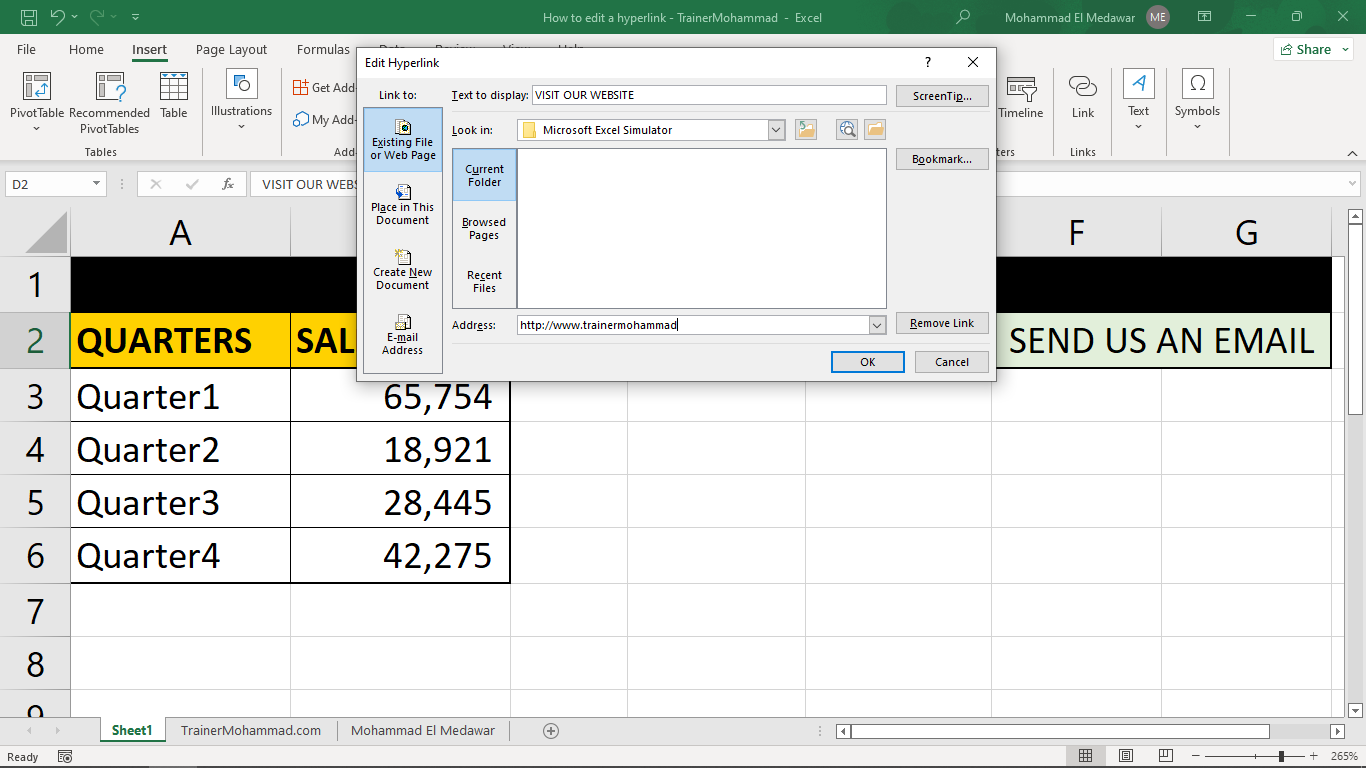 How to edit a hyperlink - TrainerMohammad - Excel
Mohammad El Medawar ME
File Home Insert Page Layout Formulas
Share
PivotTable
Recommended PivotTables
Table
Illustrations
Get Add-
My Add-
Timeline
Link
Text
Symbols
Tables
Add-
Links
Edit Hyperlink
?
Link to:
Text to display: VISIT OUR WEBSITE
ScreenTip...
Existing File
or Web Page
Look in: Microsoft Excel Simulator
Bookmark...
Current
Folder
Place in This
Document
Browsed
Pages
Create New
Document
Recent
Files
E-mail
Address
Address: http://www.trainermohammad
Remove Link
OK Cancel
D2
fx
VISIT OUR WEBS
A F G
1
2 QUARTERS SAL SEND US AN EMAIL
3 Quarter1 65,754
4 Quarter2 18,921
5 Quarter3 28,445
6 Quarter4 42,275
7
8
9
Sheet1 TrainerMohammad.com Mohammad El Medawar
Ready
265%